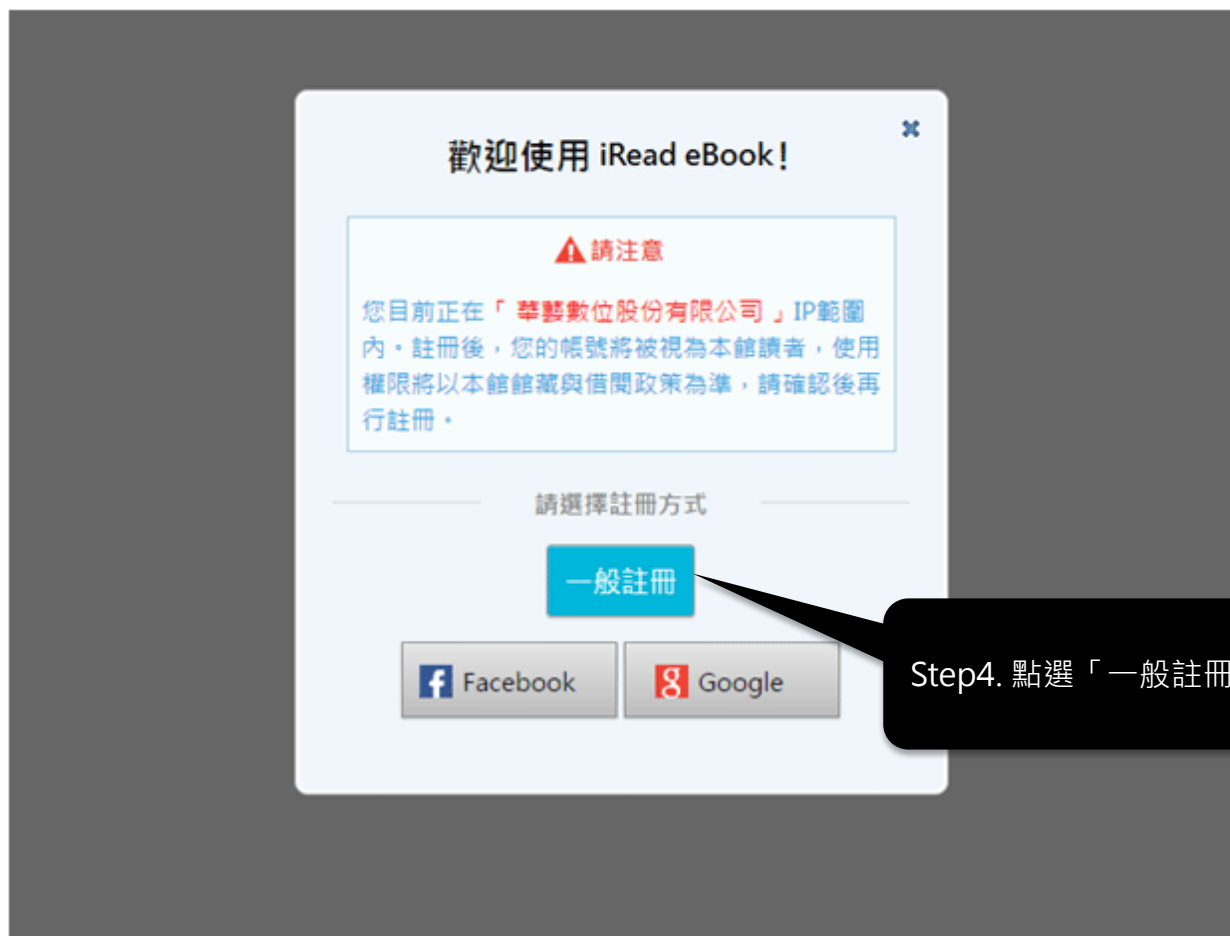 歡迎使用 iRead eBook!
請注意
您目前正在「 華藝數位股份有限公司 」IP範圍
內。註冊後,您的帳號將被視為本館讀者,使用
權限將以本館館藏與借閱政策為準,請確認後再
行註冊。
請選擇註冊方式
一般註冊
Facebook
Google
Step4. 點選「一般註冊